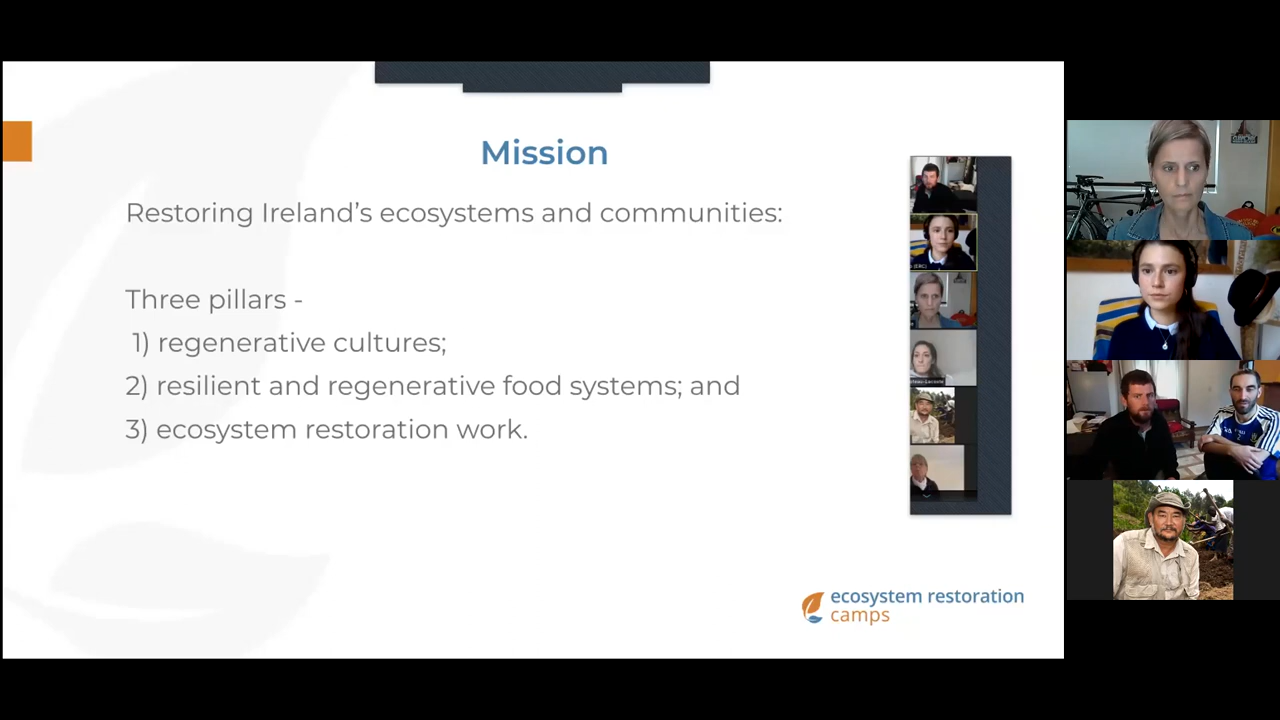 Mission
Restoring Ireland's ecosystems and communities:
Three pillars -
1) regenerative cultures;
2) resilient and regenerative food systems; and
3) ecosystem restoration work.
(ERC)
ecosystem restoration
camps